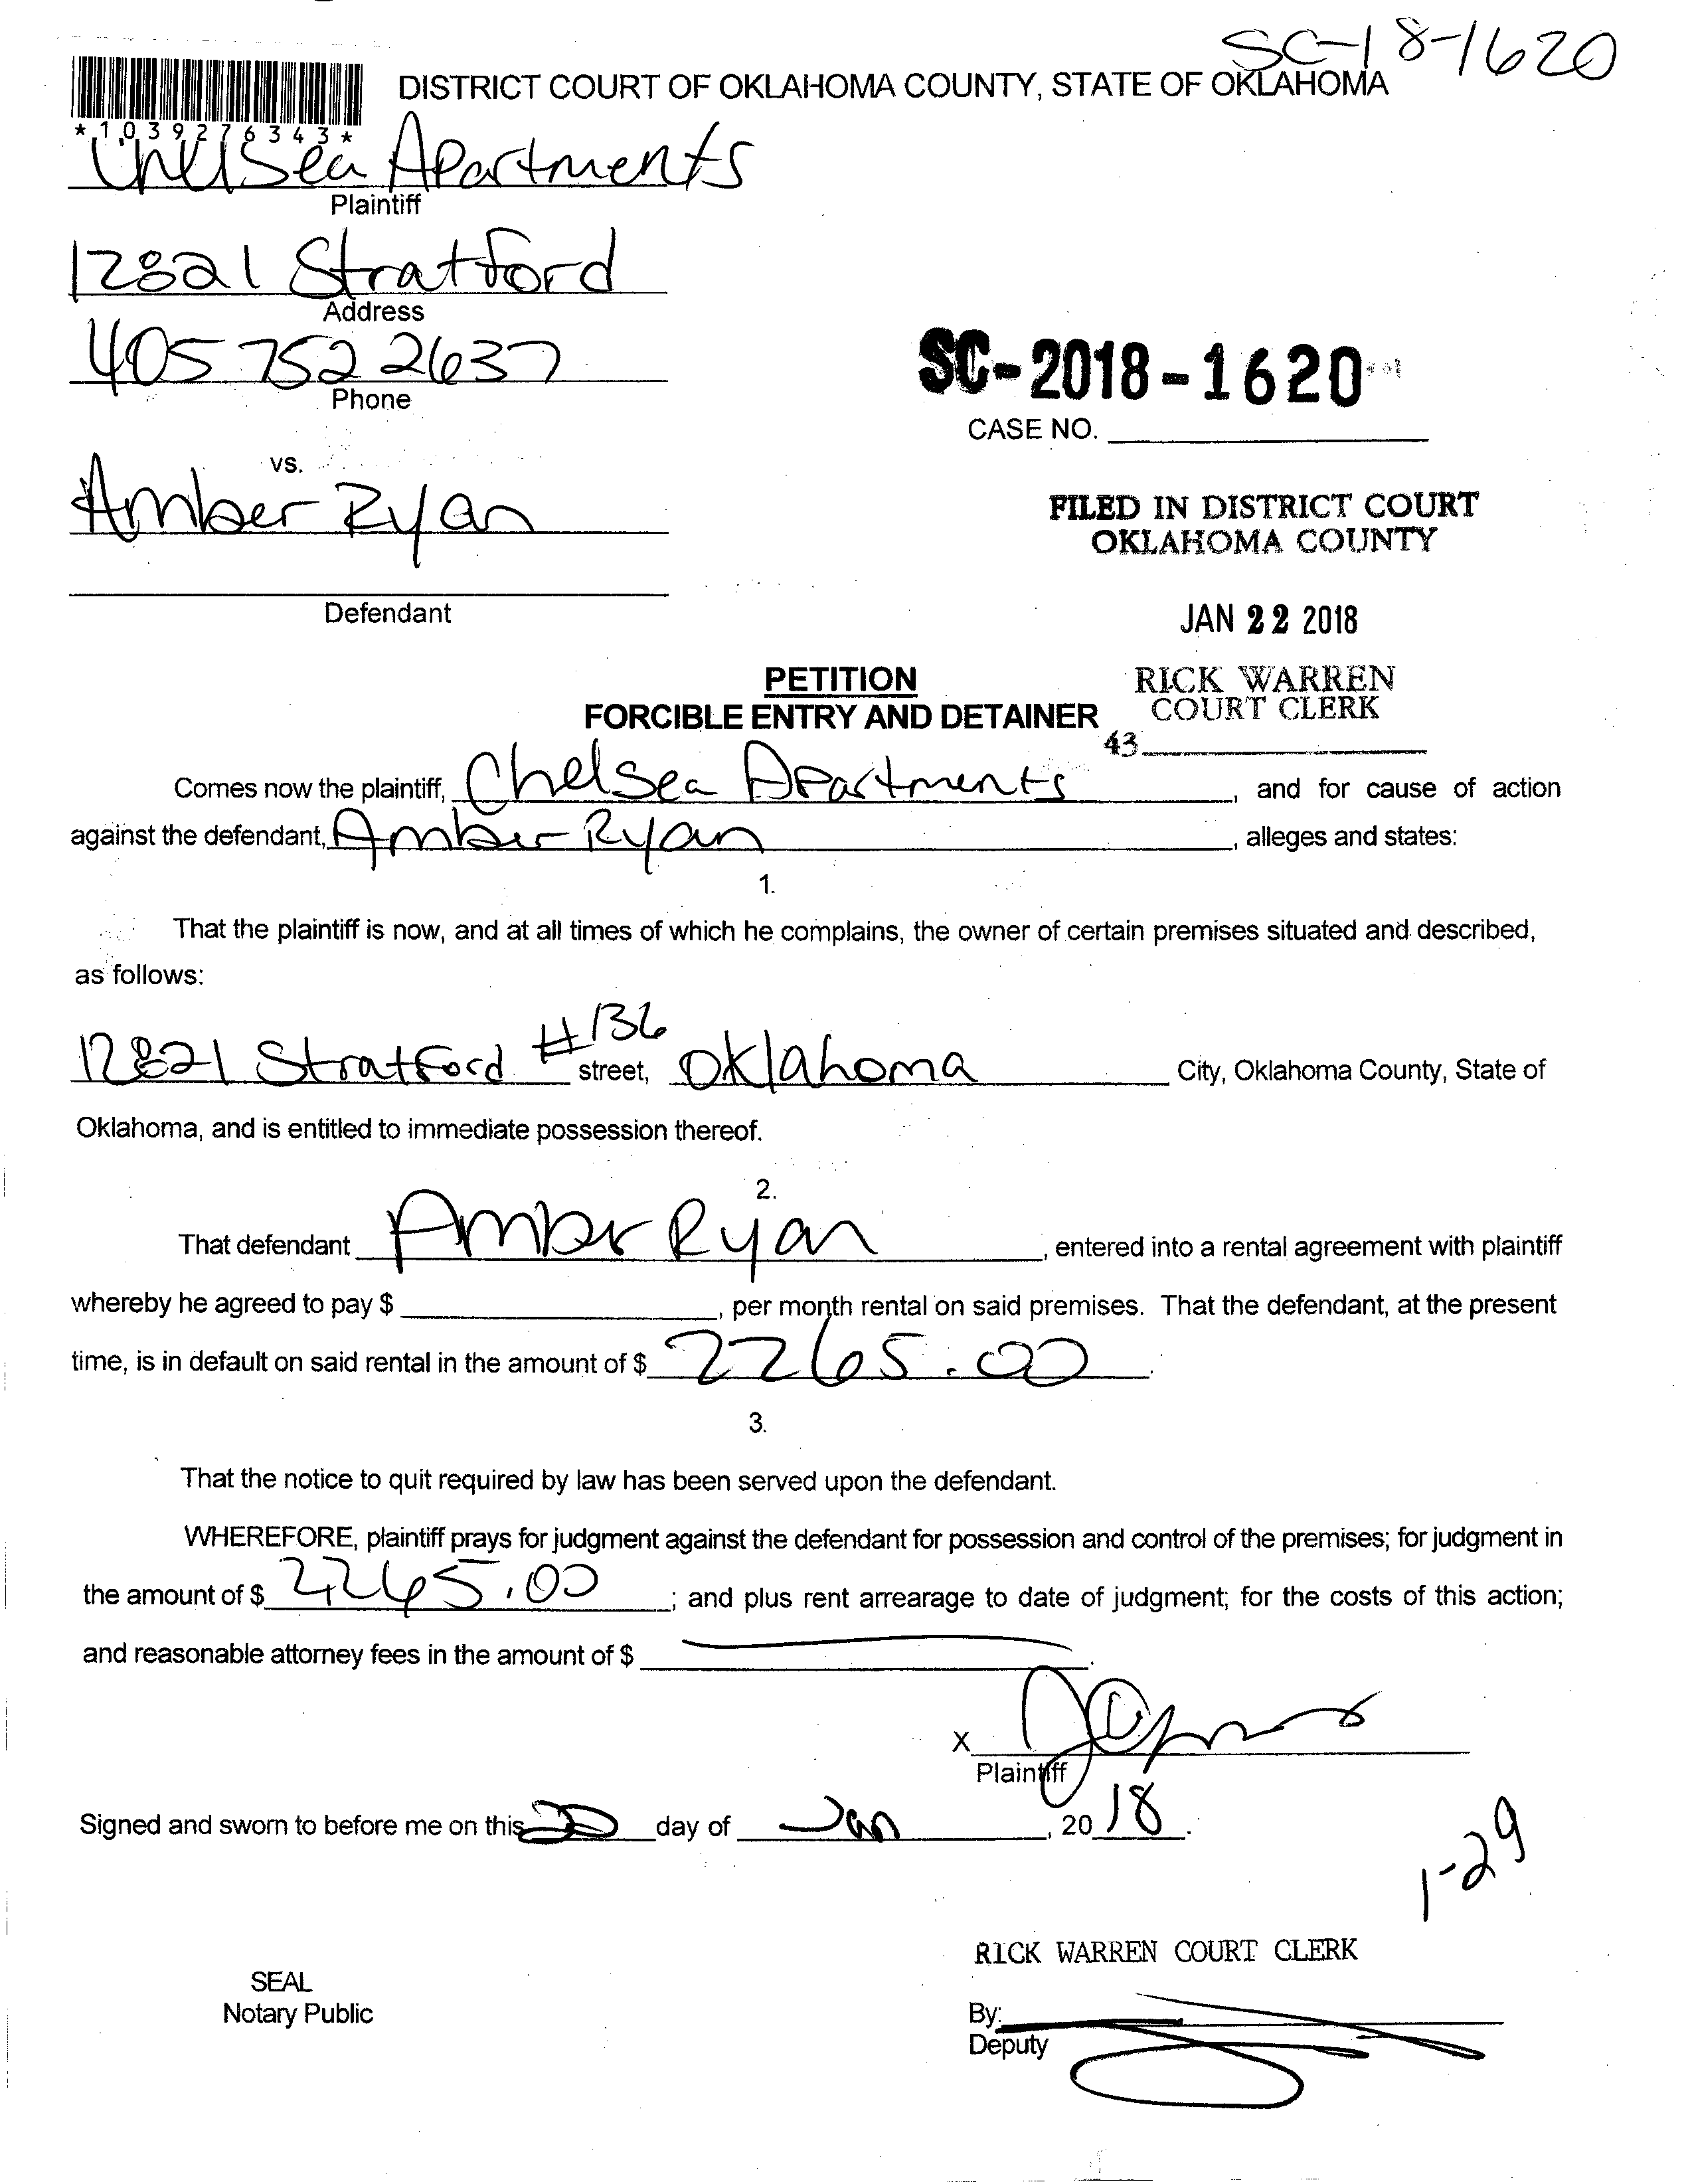 SC-18-1620
DISTRICT COURT OF OKLAHOMA COUNTY, STATE OF OKLAHOMA
*1039276343*
Chelsea Apartments
Plaintiff
12821 Stratford
Address
405 752 2637
Phone
SC-2018-1620
CASE NO.
vs.
Amber Ryan
FILED IN DISTRICT COURT
OKLAHOMA COUNTY
Defendant
JAN 22 2018
PETITION
FORCIBLE ENTRY AND DETAINER
RICK WARREN
COURT CLERK
43
Comes now the plaintiff, Chelsea Apartments, and for cause of action
against the defendant, Amber Ryan, alleges and states:
1.
That the plaintiff is now, and at all times of which he complains, the owner of certain premises situated and described,
as follows:
12821 Stratford #136 street, Oklahoma City, Oklahoma County, State of
Oklahoma, and is entitled to immediate possession thereof.
2.
That defendant Amber Ryan, entered into a rental agreement with plaintiff
whereby he agreed to pay $ , per month rental on said premises. That the defendant, at the present
time, is in default on said rental in the amount of $ 2265.00.
3.
That the notice to quit required by law has been served upon the defendant.
WHEREFORE, plaintiff prays for judgment against the defendant for possession and control of the premises; for judgment in
the amount of $ 2265.00; and plus rent arrearage to date of judgment; for the costs of this action;
and reasonable attorney fees in the amount of $ .
X
Plaintiff
Signed and sworn to before me on this day of Jan, 2018.
1-29
RICK WARREN COURT CLERK
SEAL
Notary Public
By:
Deputy